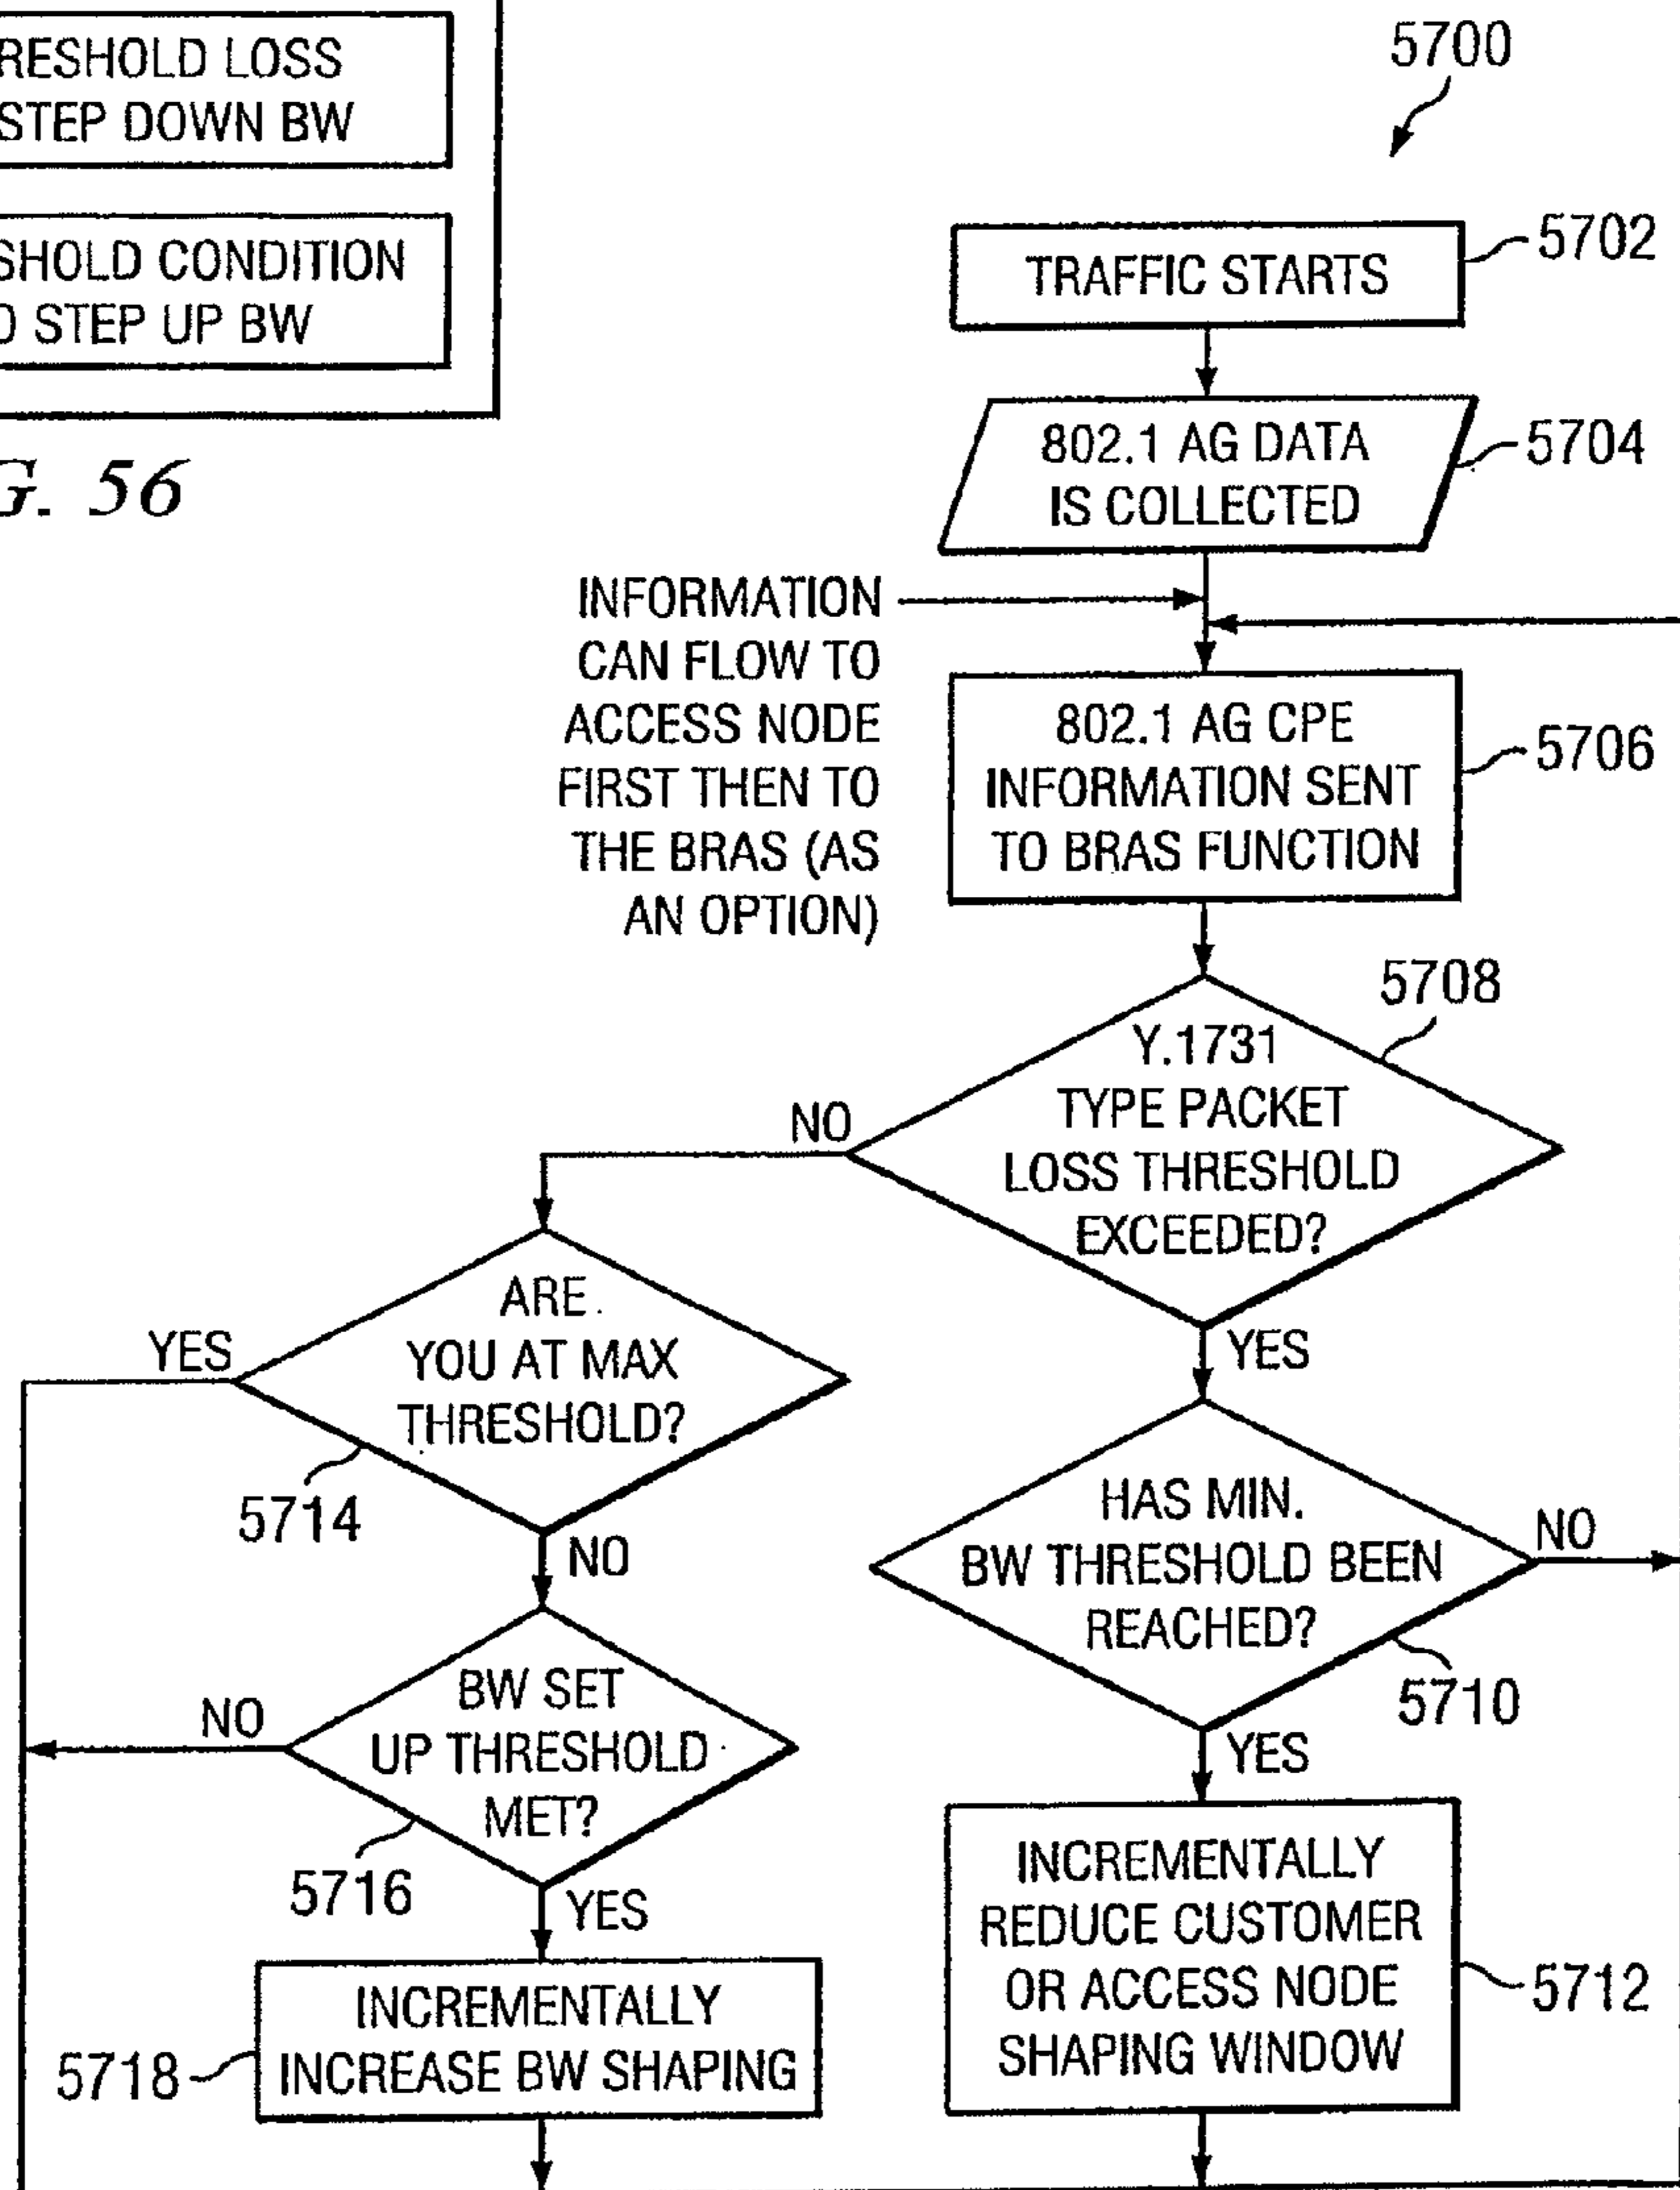 RESHOLD LOSS
STEP DOWN BW
SHOLD CONDITION
O STEP UP BW
G. 56
5700
TRAFFIC STARTS
5702
802.1 AG DATA
IS COLLECTED
5704
INFORMATION
CAN FLOW TO
ACCESS NODE
FIRST THEN TO
THE BRAS (AS
AN OPTION)
802.1 AG CPE
INFORMATION SENT
TO BRAS FUNCTION
5706
Y.1731
TYPE PACKET
LOSS THRESHOLD
EXCEEDED?
5708
NO
YES
ARE
YOU AT MAX
THRESHOLD?
5714
YES
NO
HAS MIN.
BW THRESHOLD BEEN
REACHED?
5710
NO
YES
BW SET
UP THRESHOLD
MET?
5716
NO
YES
INCREMENTALLY
REDUCE CUSTOMER
OR ACCESS NODE
SHAPING WINDOW
5712
INCREMENTALLY
INCREASE BW SHAPING
5718